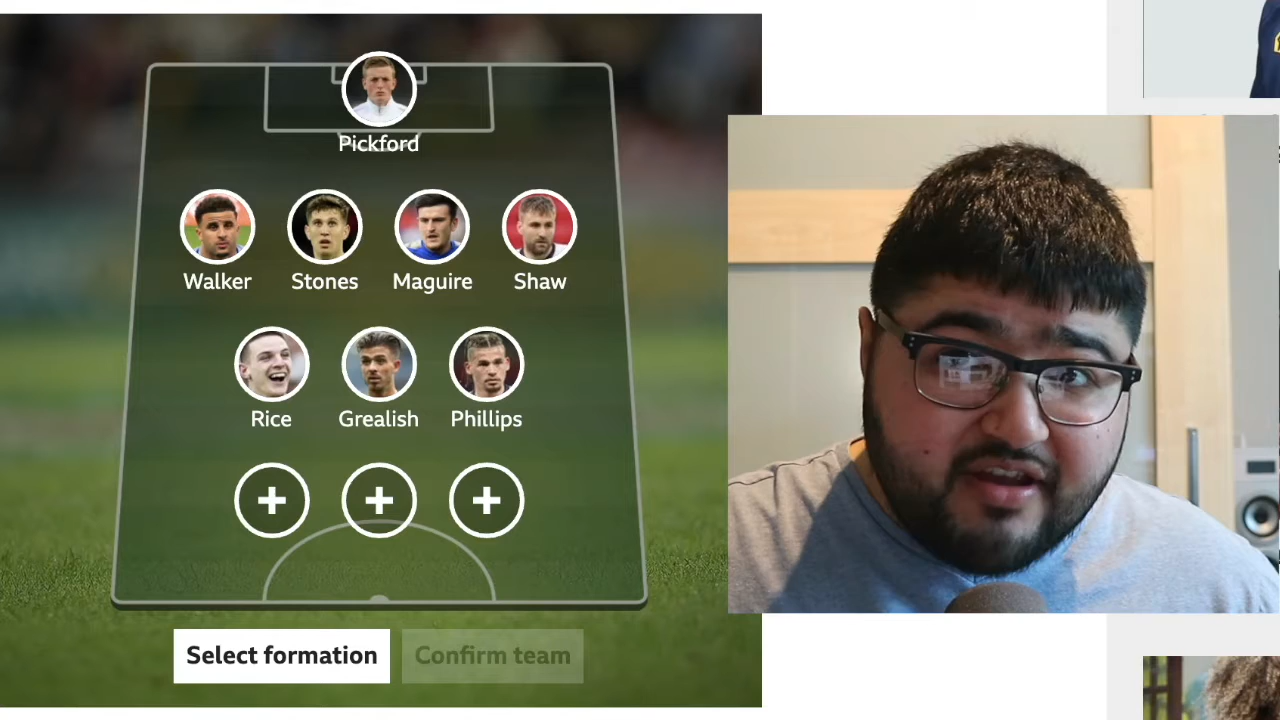 Pickford
Walker Stones Maguire Shaw
Rice Grealish Phillips
Select formation Confirm team